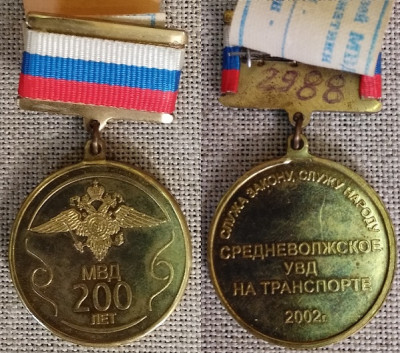 МВД
200
ЛЕТ
2988
СЛУЖА ЗАКОНУ, СЛУЖУ НАРОДУ
СРЕДНЕВОЛЖСКОЕ
УВД
НА ТРАНСПОРТЕ
2002г.